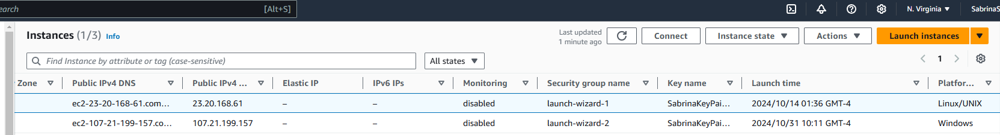 earch [Alt+S] N. Virginia SabrinaS
Instances (1/3) Info Last updated 1 minute ago Connect Instance state Actions Launch instances
Find Instance by attribute or tag (case-sensitive) All states 1
Zone Public IPv4 DNS Public IPv4 ... Elastic IP IPv6 IPs Monitoring Security group name Key name Launch time Platfor...
ec2-23-20-168-61.com... 23.20.168.61 – – disabled launch-wizard-1 SabrinaKeyPai... 2024/10/14 01:36 GMT-4 Linux/UNIX
ec2-107-21-199-157.co... 107.21.199.157 – – disabled launch-wizard-2 SabrinaKeyPai... 2024/10/31 10:11 GMT-4 Windows